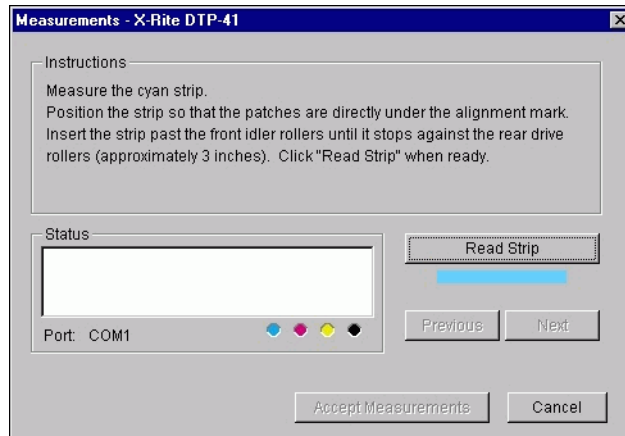 Measurements - X-Rite DTP-41
Instructions
Measure the cyan strip.
Position the strip so that the patches are directly under the alignment mark.
Insert the strip past the front idler rollers until it stops against the rear drive
rollers (approximately 3 inches).  Click "Read Strip" when ready.
Status
Read Strip
Port:  COM1
Previous
Next
Accept Measurements
Cancel